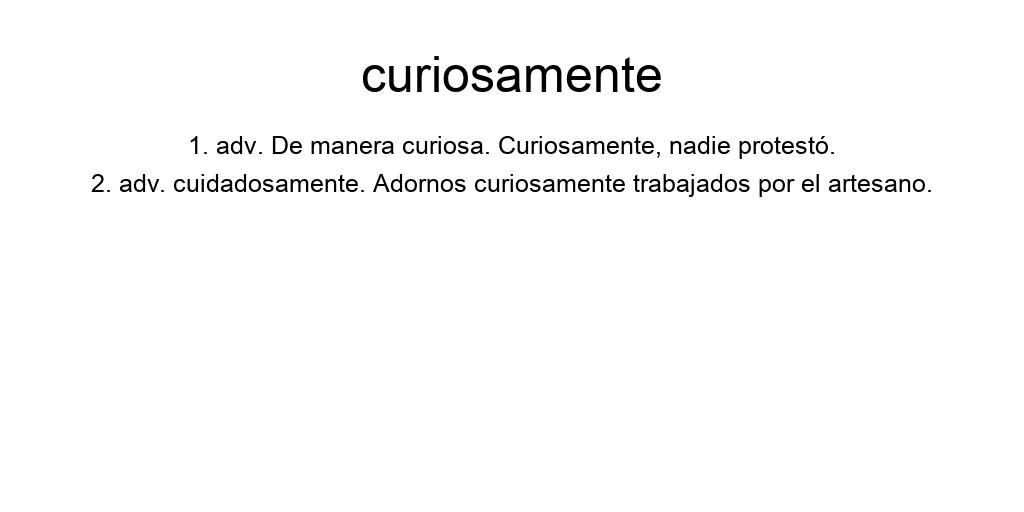 curiosamente
1. adv. De manera curiosa. Curiosamente, nadie protestó.
2. adv. cuidadosamente. Adornos curiosamente trabajados por el artesano.